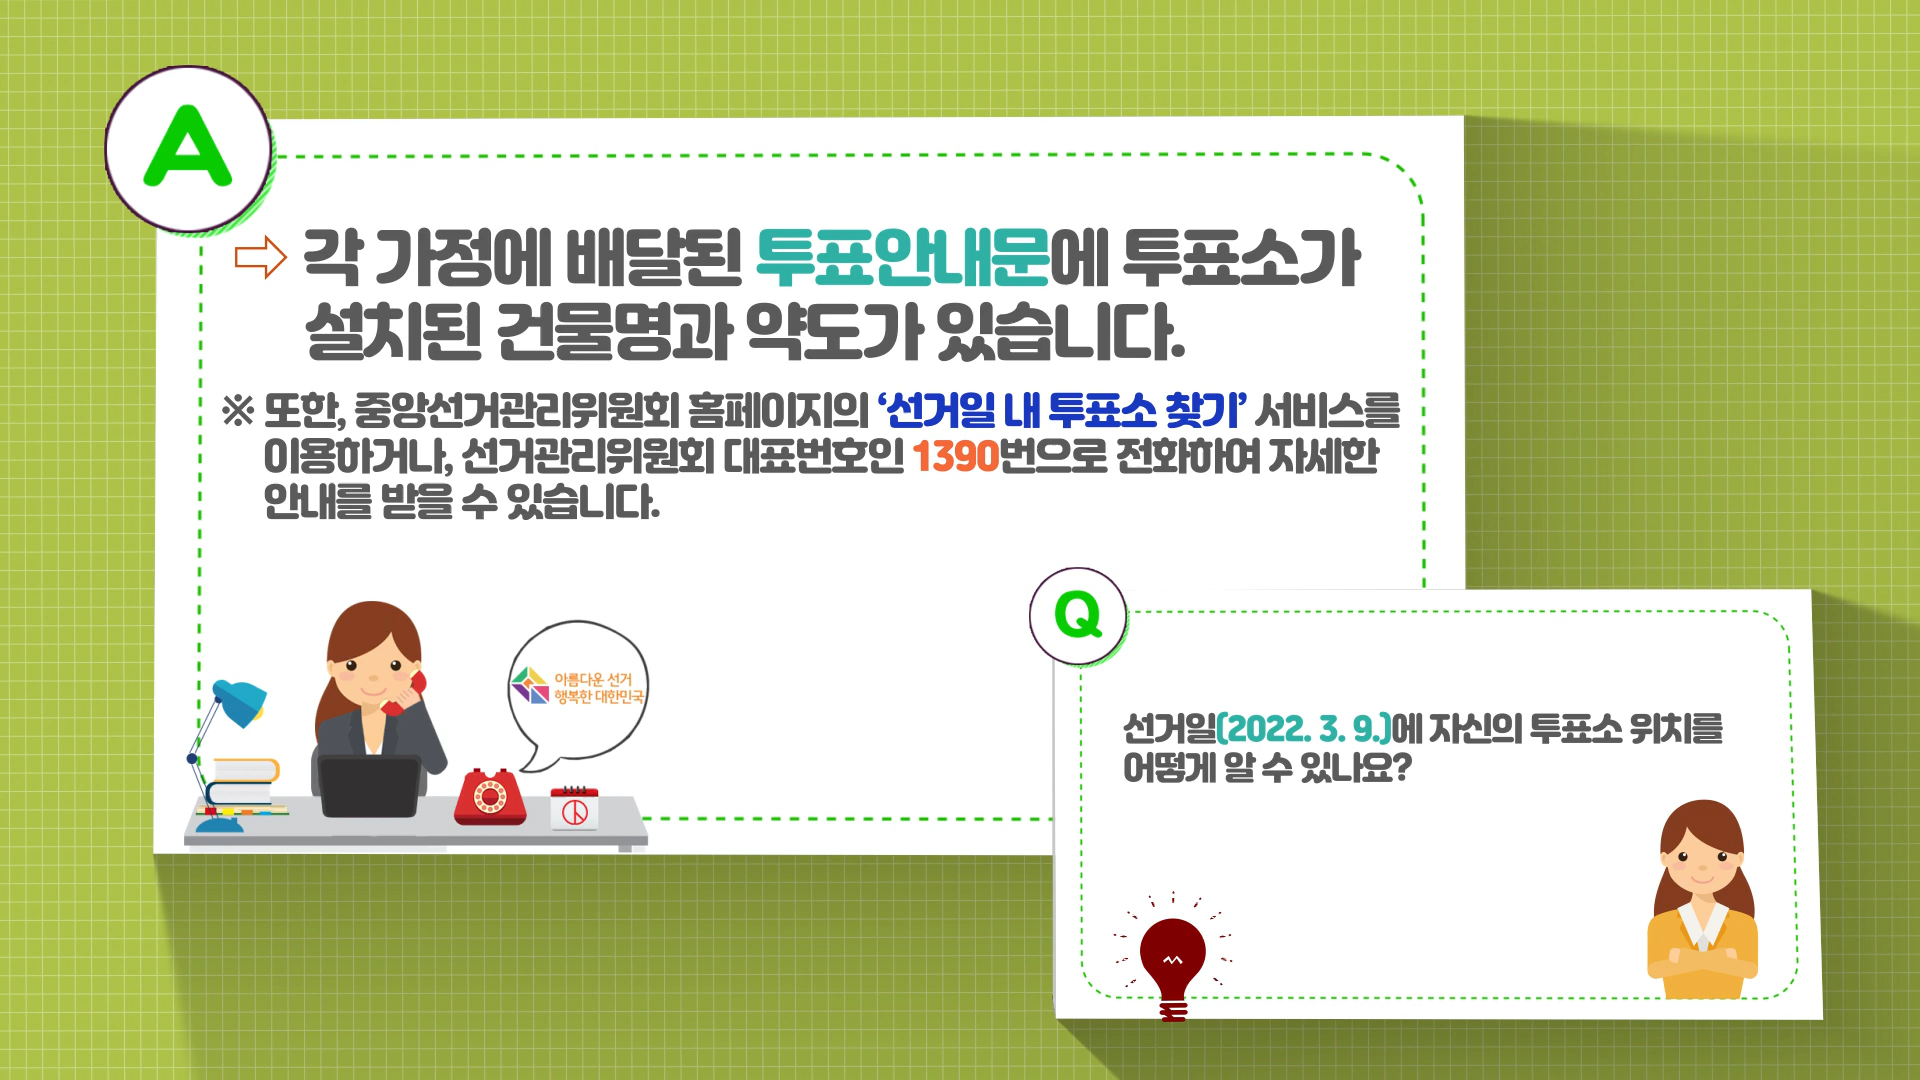 A
⇨ 각 가정에 배달된 투표안내문에 투표소가
설치된 건물명과 약도가 있습니다.
※ 또한, 중앙선거관리위원회 홈페이지의 ‘선거일 내 투표소 찾기’ 서비스를
이용하거나, 선거관리위원회 대표번호인 1390번으로 전화하여 자세한
안내를 받을 수 있습니다.
아름다운 선거
행복한 대한민국
Q
선거일(2022. 3. 9.)에 자신의 투표소 위치를
어떻게 알 수 있나요?